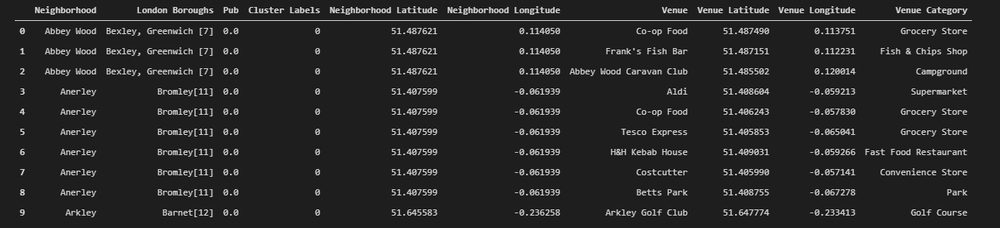 Neighborhood London Boroughs Pub Cluster Labels Neighborhood Latitude Neighborhood Longitude Venue Venue Latitude Venue Longitude Venue Category
0 Abbey Wood Bexley, Greenwich [7] 0.0 0 51.487621 0.114050 Co-op Food 51.487490 0.113751 Grocery Store
1 Abbey Wood Bexley, Greenwich [7] 0.0 0 51.487621 0.114050 Frank's Fish Bar 51.487151 0.112231 Fish & Chips Shop
2 Abbey Wood Bexley, Greenwich [7] 0.0 0 51.487621 0.114050 Abbey Wood Caravan Club 51.485502 0.120014 Campground
3 Anerley Bromley[11] 0.0 0 51.407599 -0.061939 Aldi 51.408604 -0.059213 Supermarket
4 Anerley Bromley[11] 0.0 0 51.407599 -0.061939 Co-op Food 51.406243 -0.057830 Grocery Store
5 Anerley Bromley[11] 0.0 0 51.407599 -0.061939 Tesco Express 51.405853 -0.065041 Grocery Store
6 Anerley Bromley[11] 0.0 0 51.407599 -0.061939 H&H Kebab House 51.409031 -0.059266 Fast Food Restaurant
7 Anerley Bromley[11] 0.0 0 51.407599 -0.061939 Costcutter 51.405990 -0.057141 Convenience Store
8 Anerley Bromley[11] 0.0 0 51.407599 -0.061939 Betts Park 51.408755 -0.067278 Park
9 Arkley Barnet[12] 0.0 0 51.645583 -0.236258 Arkley Golf Club 51.647774 -0.233413 Golf Course